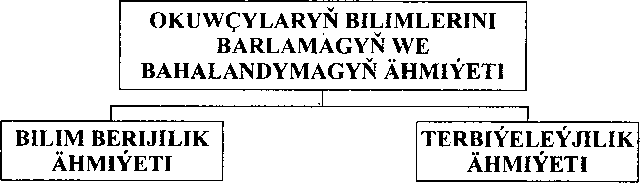 OKUWÇYLARYŇ BILIMLERINI
BARLAMAGYŇ WE
BAHALANDYMAGYŇ ÄHMIÝETI
BILIM BERIJILIK
ÄHMIÝETI
TERBIÝELEÝJILIK
ÄHMIÝETI